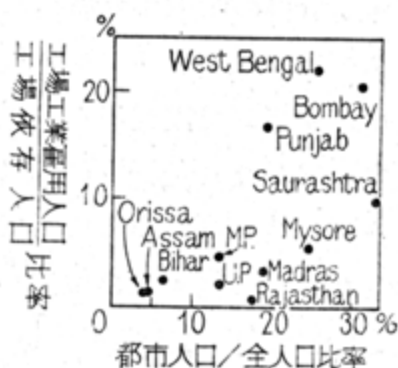 %
工場工業雇用人口
工場依存人口
比率
20
10
West Bengal
Bombay
Punjab
Saurashtra
Orissa
Assam
M.P.
Mysore
Bihar
U.P
Madras
Rajasthan
0
10
20
30 %
都市人口/全人口比率